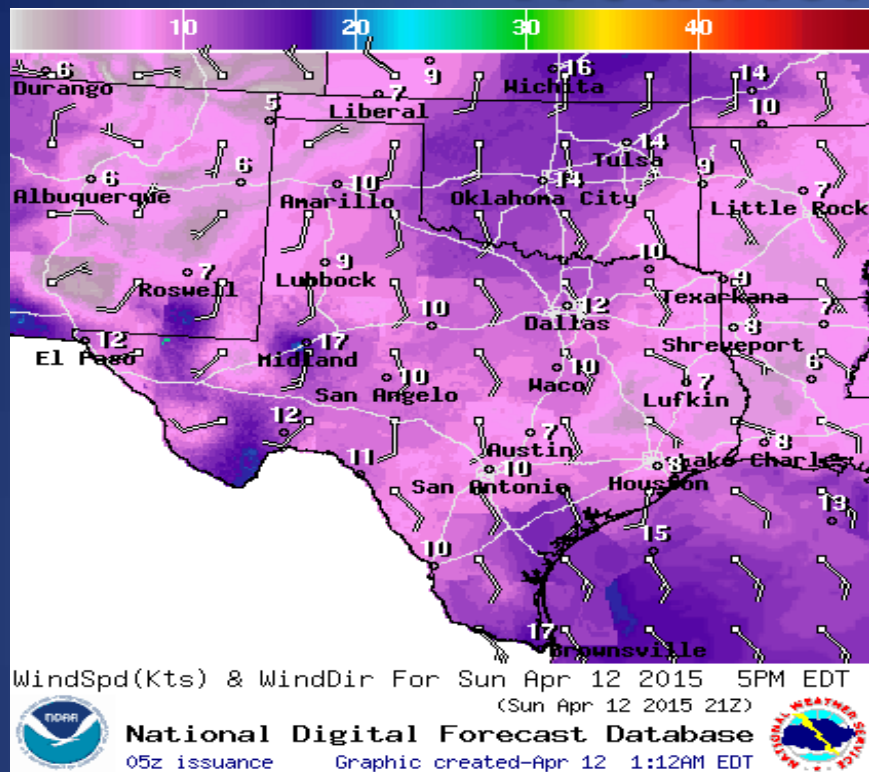 10 20 30 40
6 9 16 14
Durango Wichita
7 10
Liberal
5
14
Tulsa
6 6 10 14 9 7
Albuquerque Amarillo Oklahoma City Little Rock
7 9 10 9
Roswell Lubbock Texarkana
10 12 7
Dallas
12 17 8
El Paso Midland Shreveport
10 10 7 6
San Angelo Waco Lufkin
12 7 8
Austin
11 10 8 Lake Charles
San Antonio Houston
13
10 15
17
Brownsville
WindSpd(Kts) & WindDir For Sun Apr 12 2015 5PM EDT
(Sun Apr 12 2015 21Z)
NOAA
National Digital Forecast Database
05z issuance Graphic created-Apr 12 1:12AM EDT
NATIONAL WEATHER SERVICE